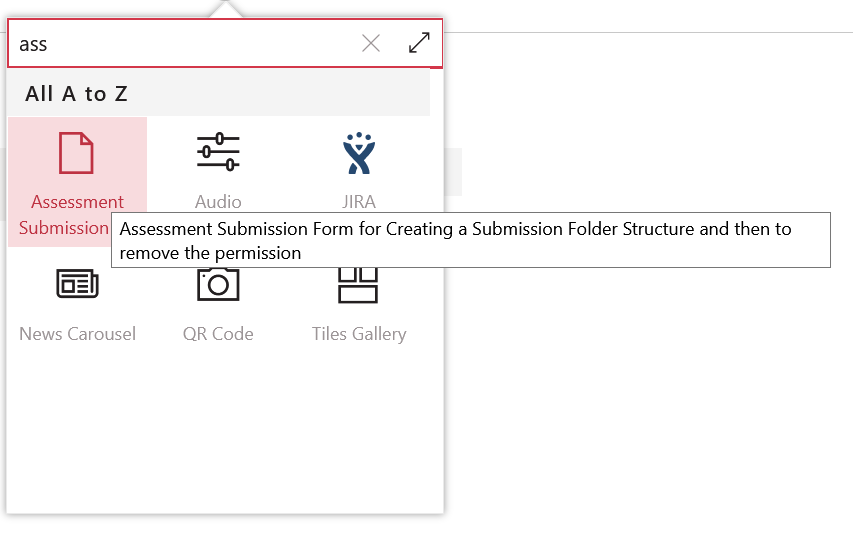 ass
All A to Z
Assessment
Submission
Audio
JIRA
Assessment Submission Form for Creating a Submission Folder Structure and then to
remove the permission
News Carousel
QR Code
Tiles Gallery